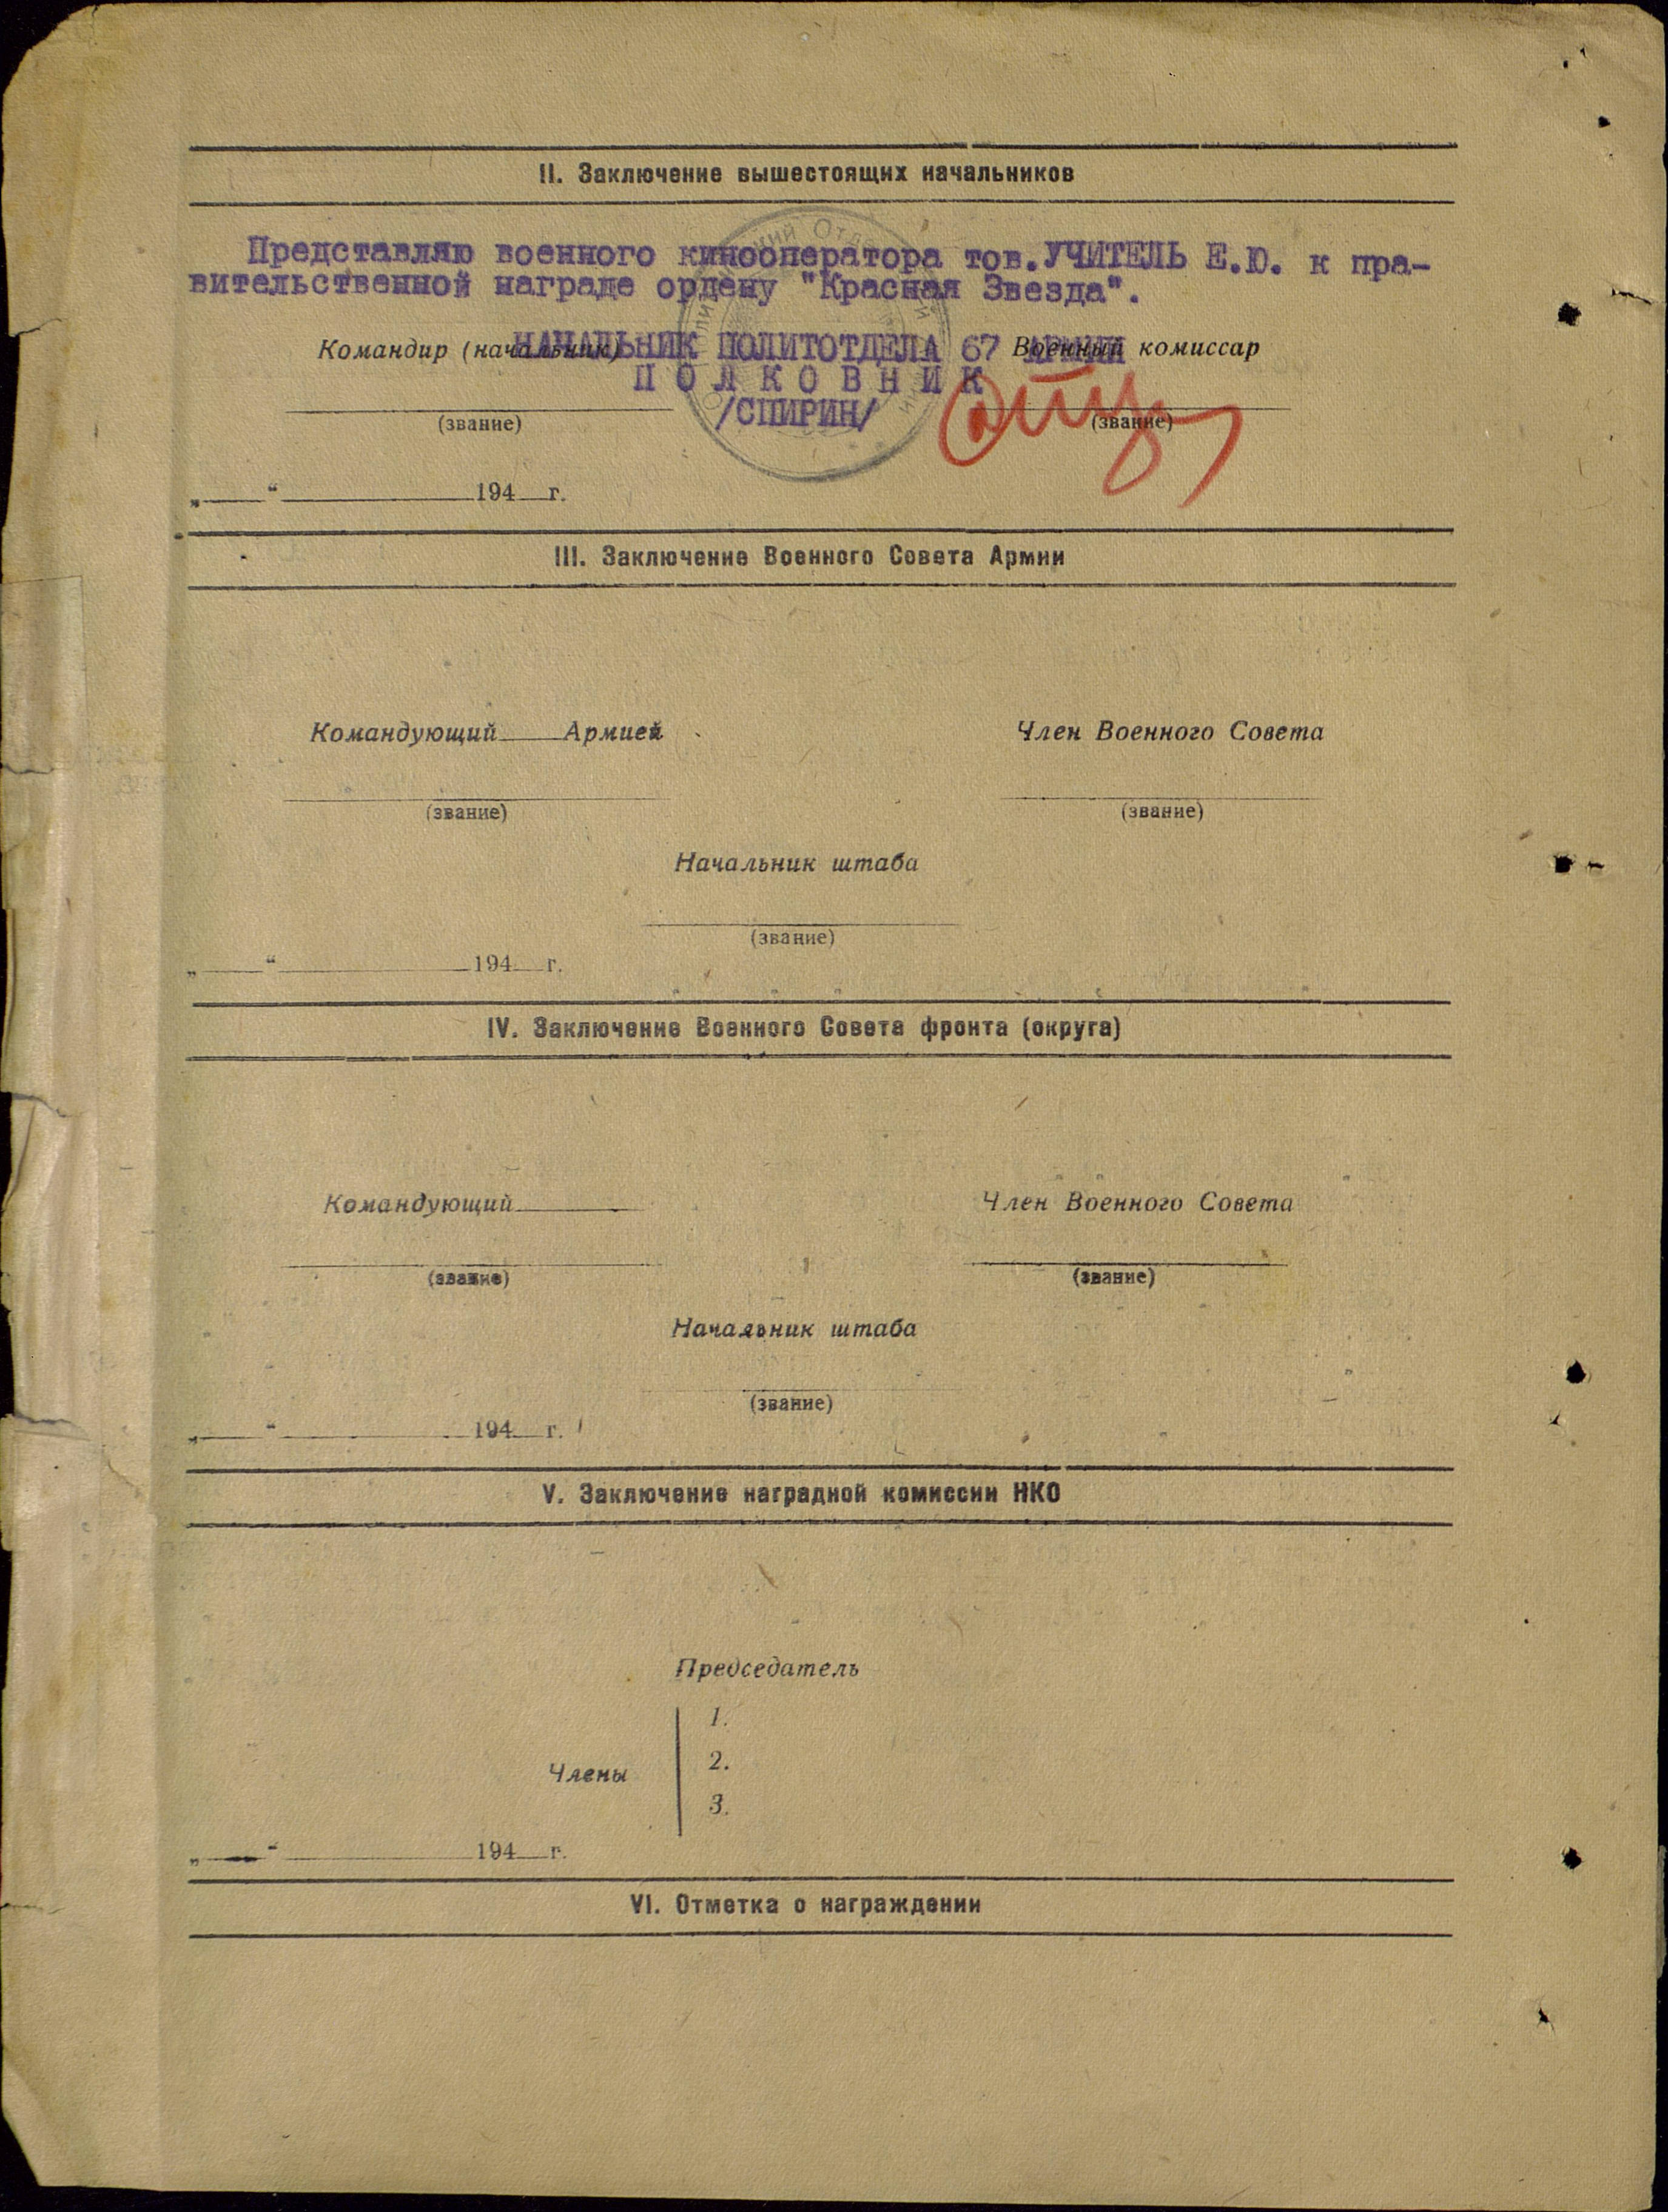 II. Заключение вышестоящих начальников
Представляю военного кинооператора тов.УЧИТЕЛЬ Е.Ю. к пра-
вительственной награде ордену "Красная Звезда".
Командир (начальник) Военный комиссар
НАЧАЛЬНИК ПОЛИТОТДЕЛА 67 АРМИИ
ПОЛКОВНИК
/СПИРИН/
(звание) (звание)
„ “ 194 г.
III. Заключение Военного Совета Армии
Командующий Армией Член Военного Совета
(звание) (звание)
Начальник штаба
(звание)
„ “ 194 г.
IV. Заключение Военного Совета фронта (округа)
Командующий Член Военного Совета
(звание) (звание)
Начальник штаба
(звание)
„ “ 194 г.
V. Заключение наградной комиссии НКО
Председатель
1.
Члены 2.
3.
„ “ 194 г.
VI. Отметка о награждении